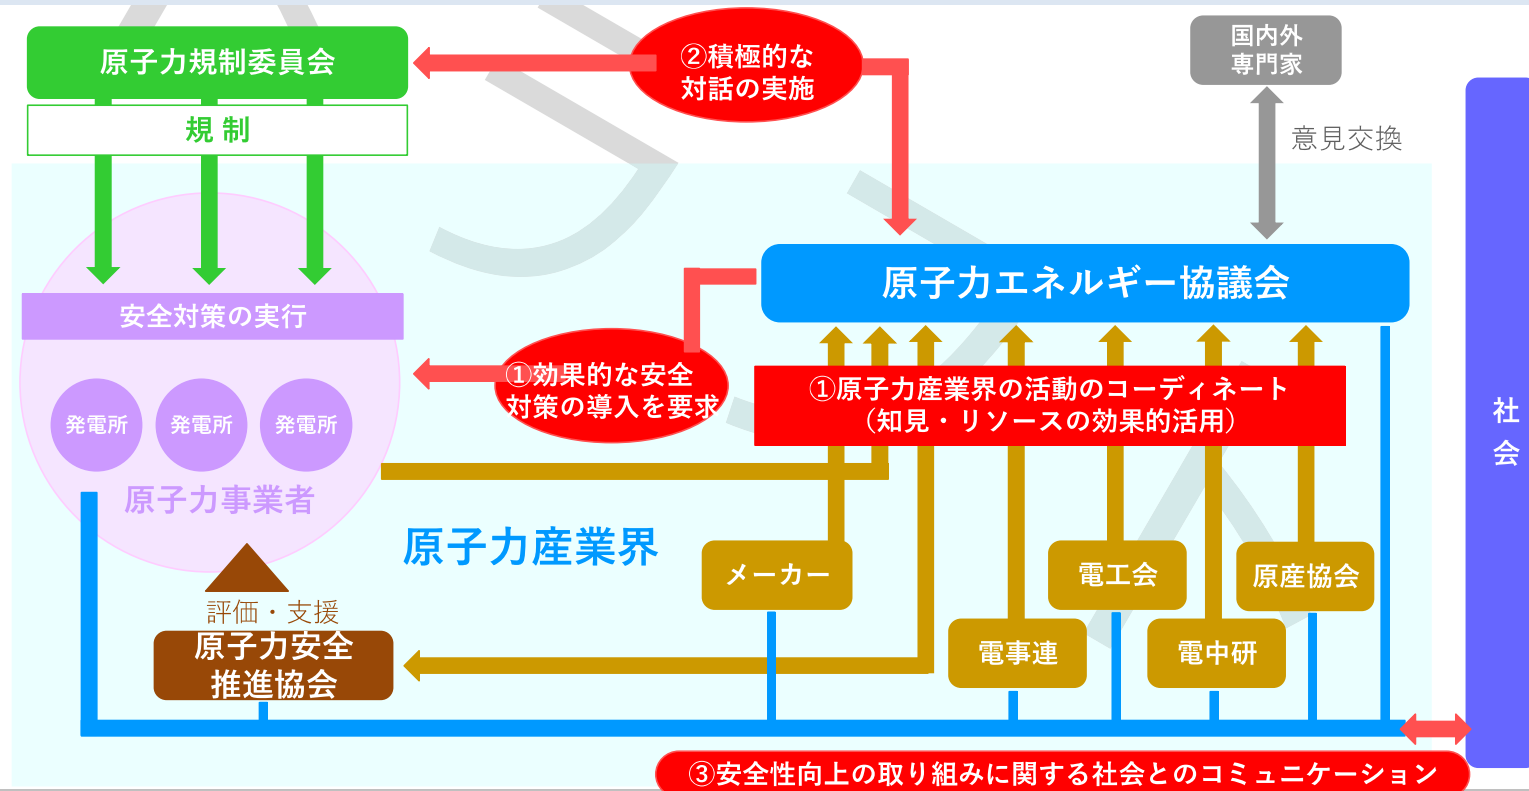 原子力規制委員会
規 制
②積極的な
対話の実施
国内外
専門家
意見交換
原子力エネルギー協議会
安全対策の実行
①効果的な安全
対策の導入を要求
①原子力産業界の活動のコーディネート
（知見・リソースの効果的活用）
社
会
発電所
発電所
発電所
原子力事業者
原子力産業界
メーカー
電工会
原産協会
評価・支援
原子力安全
推進協会
電事連
電中研
③安全性向上の取り組みに関する社会とのコミュニケーション